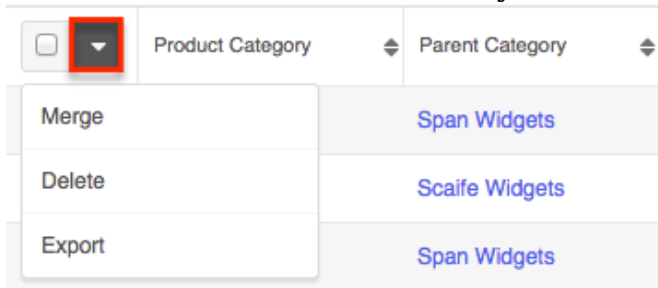 Product Category
Parent Category
Merge
Span Widgets
Delete
Scaife Widgets
Export
Span Widgets